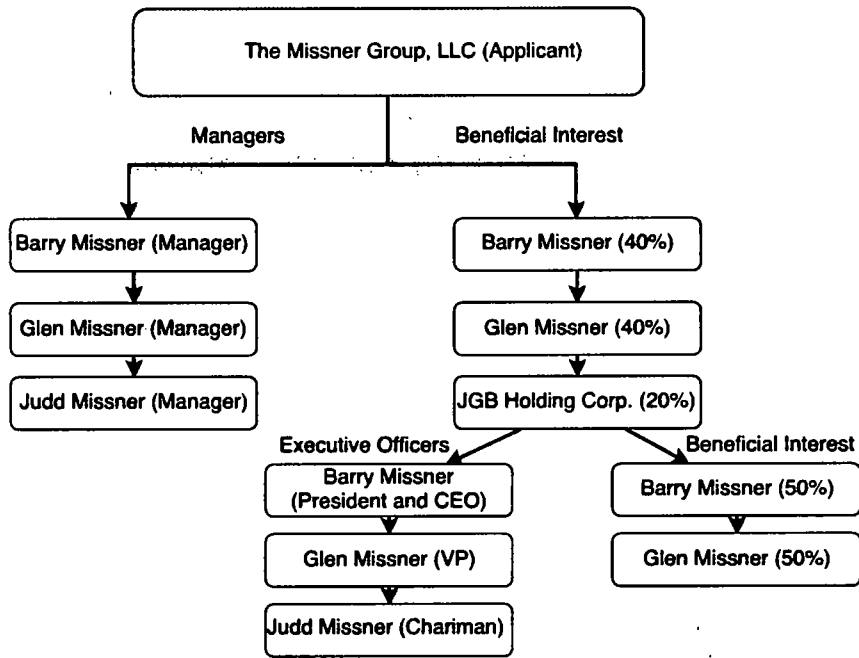 The Missner Group, LLC (Applicant)
Managers
Beneficial Interest
Barry Missner (Manager)
Glen Missner (Manager)
Judd Missner (Manager)
Barry Missner (40%)
Glen Missner (40%)
JGB Holding Corp. (20%)
Executive Officers
Barry Missner
(President and CEO)
Glen Missner (VP)
Judd Missner (Chariman)
Beneficial Interest
Barry Missner (50%)
Glen Missner (50%)